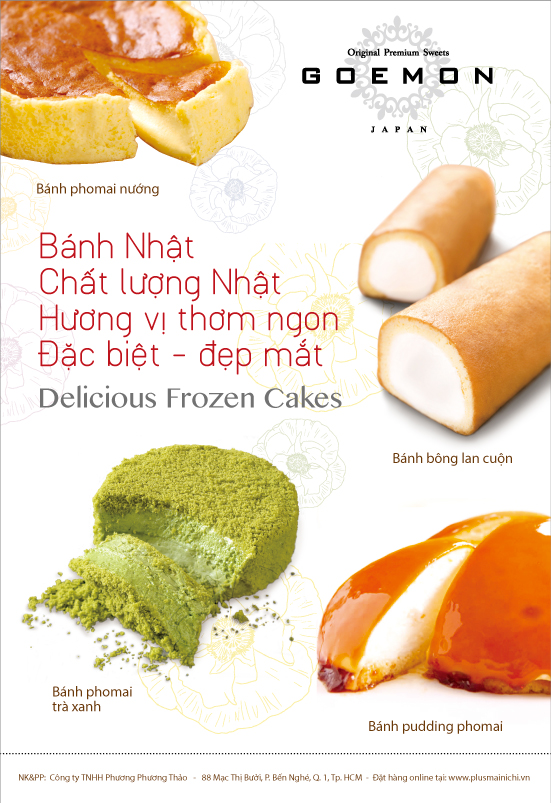 Original Premium Sweets
GOEMON
JAPAN
Bánh phomai nướng
Bánh Nhật
Chất lượng Nhật
Hương vị thơm ngon
Đặc biệt - đẹp mắt
Delicious Frozen Cakes
Bánh bông lan cuộn
Bánh phomai
trà xanh
Bánh pudding phomai
NK&PP: Công ty TNHH Phương Phương Thảo - 88 Mạc Thị Bưởi, P. Bến Nghé, Q. 1, Tp. HCM - Đặt hàng online tại: www.plusmainichi.vn